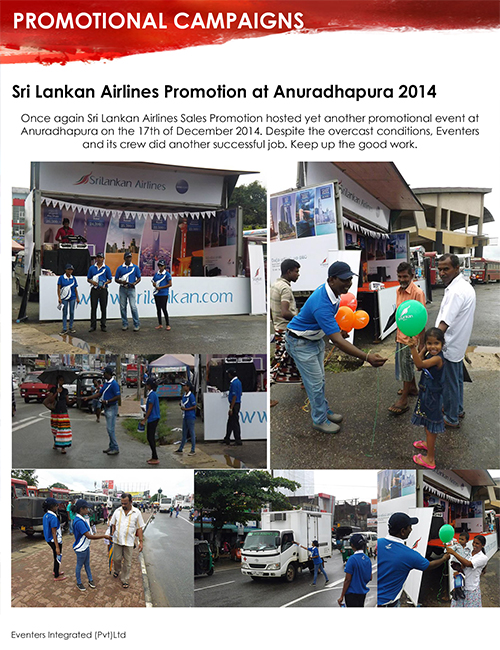 PROMOTIONAL CAMPAIGNS
Sri Lankan Airlines Promotion at Anuradhapura 2014
Once again Sri Lankan Airlines Sales Promotion hosted yet another promotional event at
Anuradhapura on the 17th of December 2014. Despite the overcast conditions, Eventers
and its crew did another successful job. Keep up the good work.
SriLankan Airlines
SriLankan Airlines
Eventers Integrated (Pvt)Ltd